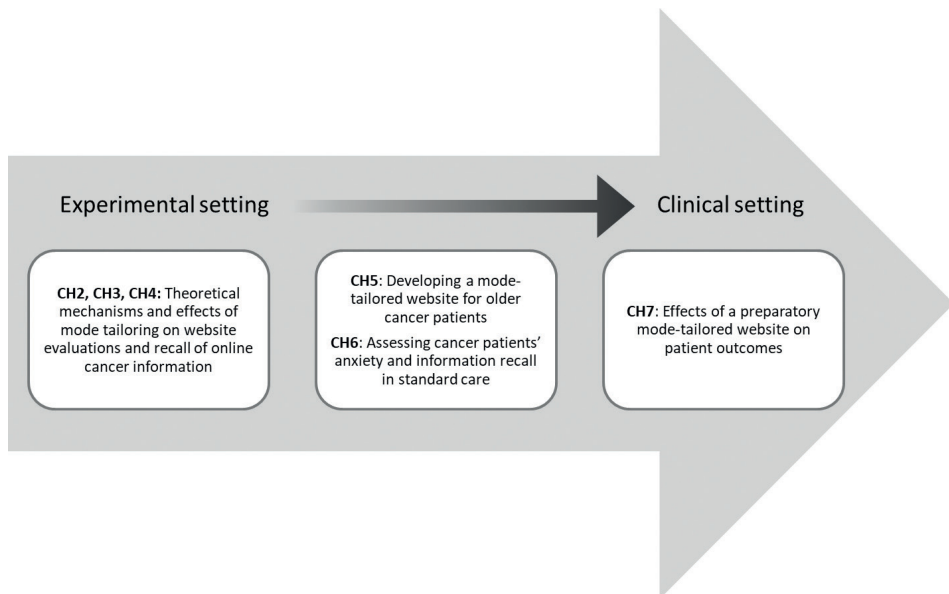 Experimental setting
Clinical setting
CH2, CH3, CH4: Theoretical
mechanisms and effects of
mode tailoring on website
evaluations and recall of online
cancer information
CH5: Developing a mode-
tailored website for older
cancer patients
CH6: Assessing cancer patients’
anxiety and information recall
in standard care
CH7: Effects of a preparatory
mode-tailored website on
patient outcomes